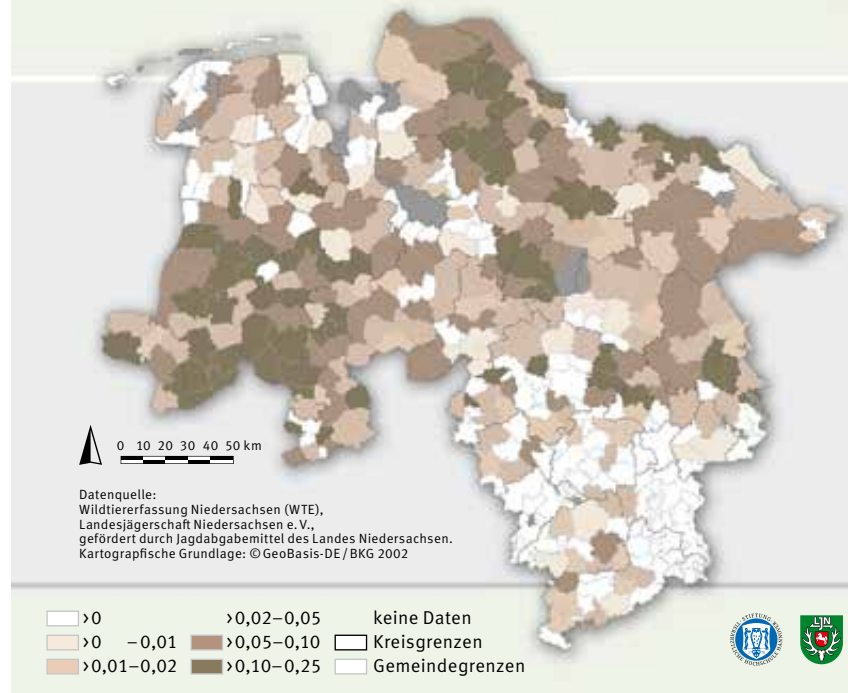 0 10 20 30 40 50 km
Datenquelle:
Wildtiererfassung Niedersachsen (WTE),
Landesjägerschaft Niedersachsen e. V.,
gefördert durch Jagdabgabemittel des Landes Niedersachsen.
Kartograpfische Grundlage: © GeoBasis-DE / BKG 2002
>0
>0 –0,01
>0,01–0,02
>0,02–0,05
>0,05–0,10
>0,10–0,25
keine Daten
Kreisgrenzen
Gemeindegrenzen
LJN